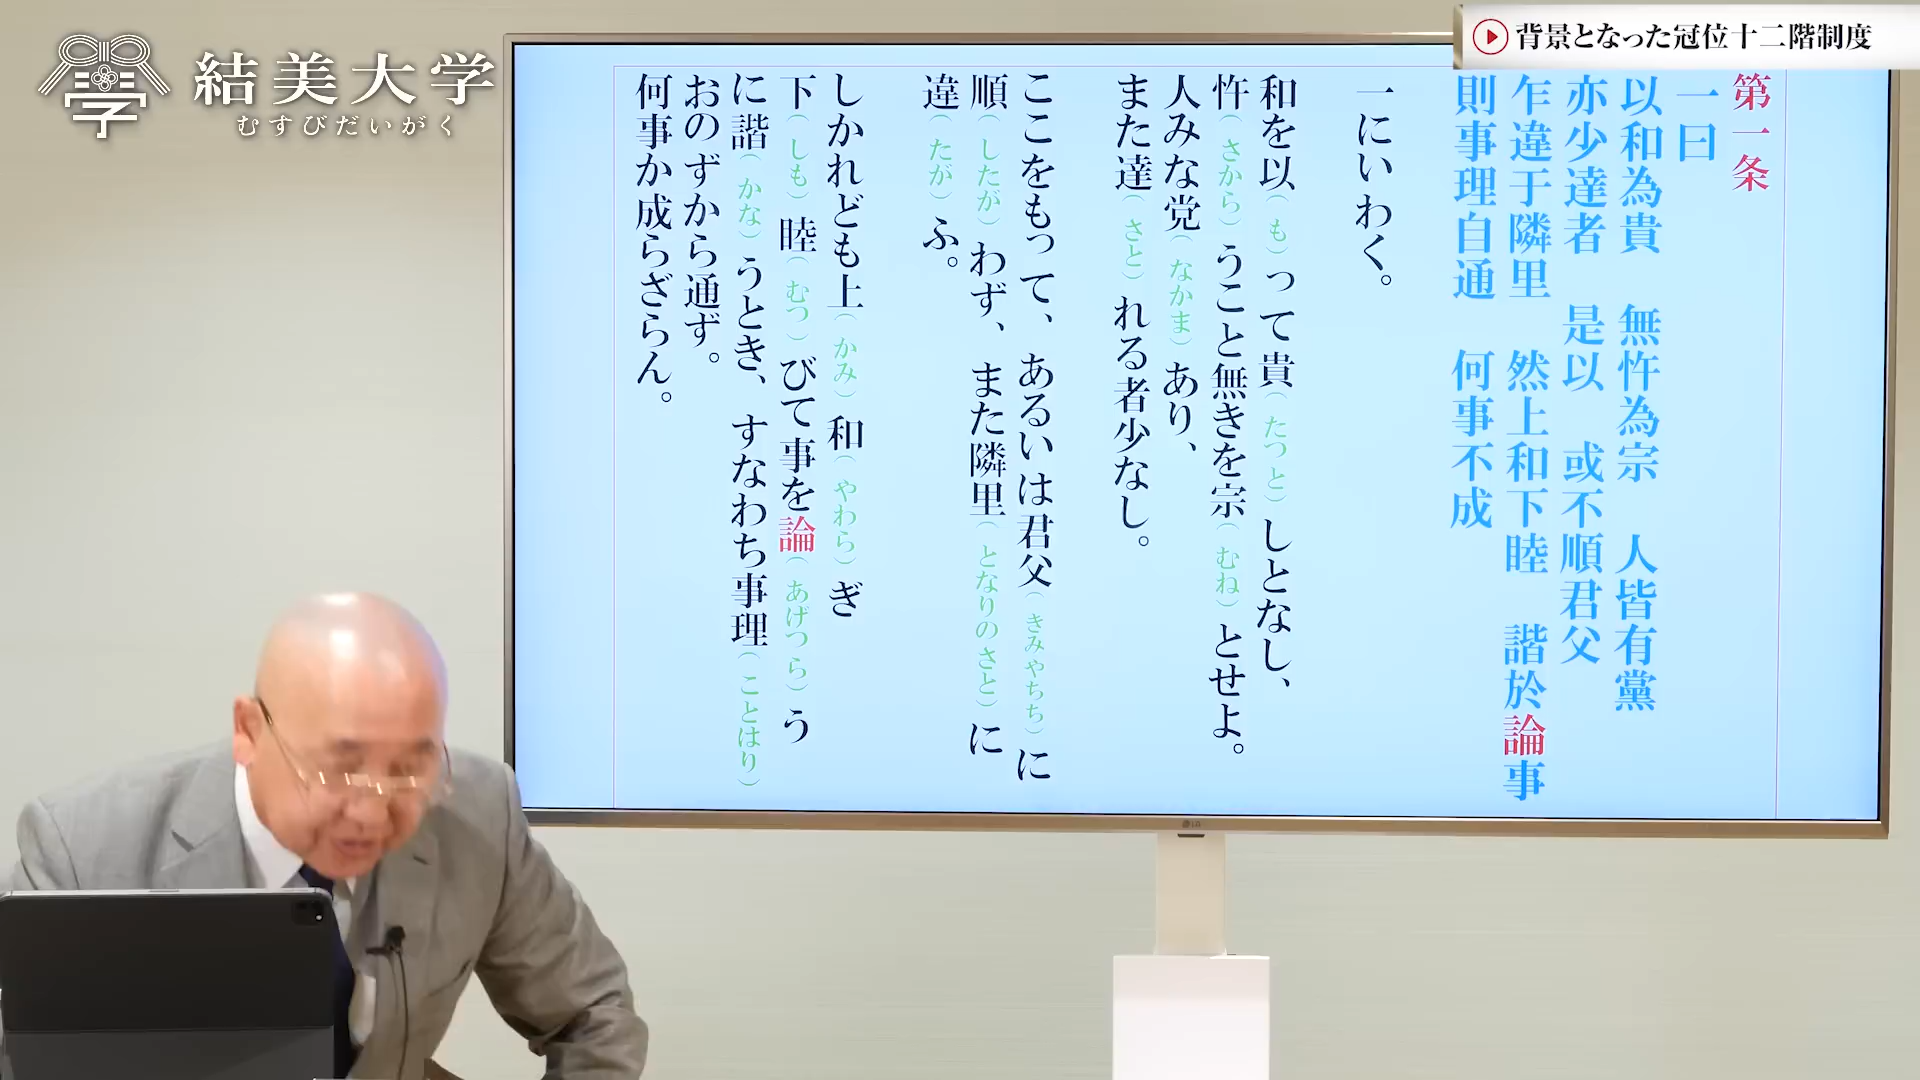 結美大学
むすびだいがく
背景となった冠位十二階制度
第一条
一曰
以和為貴　無忤為宗　人皆有黨
亦少達者　是以　或不順君父
乍違于隣里　然上和下睦　諧於論事
則事理自通　何事不成
一にいわく。
和を以（も）って貴（たつと）しとなし、
忤（さから）うこと無きを宗（むね）とせよ。
人みな党（なかま）あり、
また達（さと）れる者少なし。
ここをもって、あるいは君父（きみやちち）に
順（したが）わず、また隣里（となりのさと）に
違（たが）ふ。
しかれども上（かみ）和（やわら）ぎ
下（しも）睦（むつ）びて事を論（あげつら）う
に諧（かな）うとき、すなわち事理（ことはり）
おのずから通ず。
何事か成らざらん。
LG